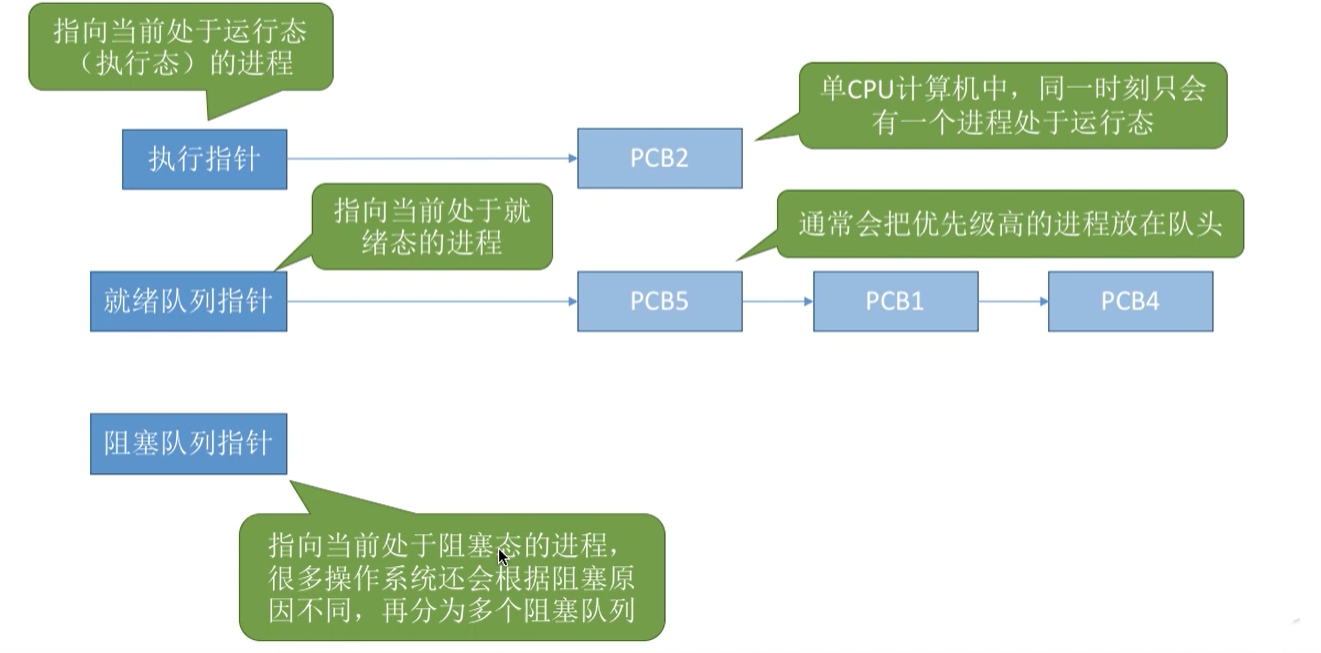 指向当前处于运行态
（执行态）的进程
单CPU计算机中，同一时刻只会
有一个进程处于运行态
执行指针
PCB2
指向当前处于就
绪态的进程
通常会把优先级高的进程放在队头
就绪队列指针
PCB5
PCB1
PCB4
阻塞队列指针
指向当前处于阻塞态的进程，
很多操作系统还会根据阻塞原
因不同，再分为多个阻塞队列